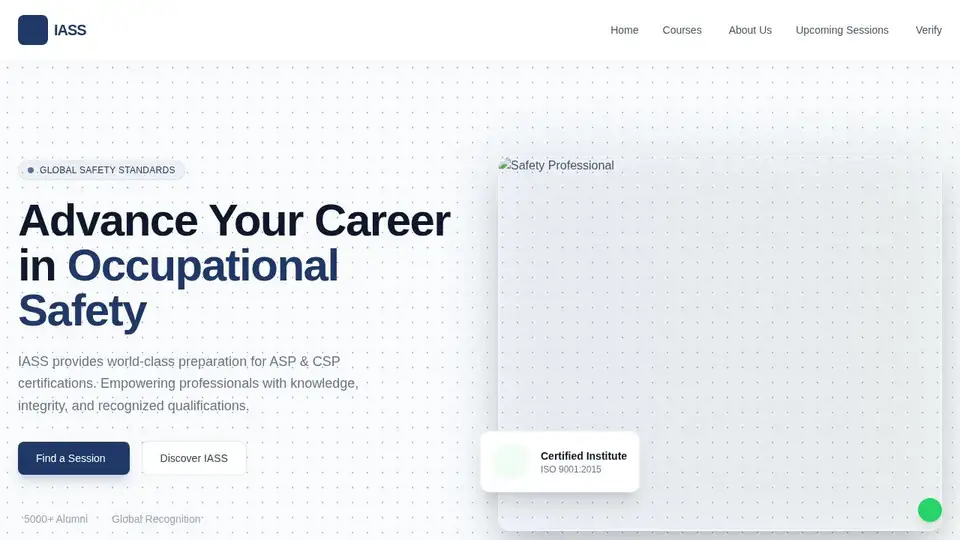 IASS
Home
Courses
About Us
Upcoming Sessions
Verify
GLOBAL SAFETY STANDARDS
Advance Your Career
in Occupational
Safety
IASS provides world-class preparation for ASP & CSP
certifications. Empowering professionals with knowledge,
integrity, and recognized qualifications.
Find a Session
Discover IASS
5000+ Alumni
Global Recognition
Safety Professional
Certified Institute
ISO 9001:2015